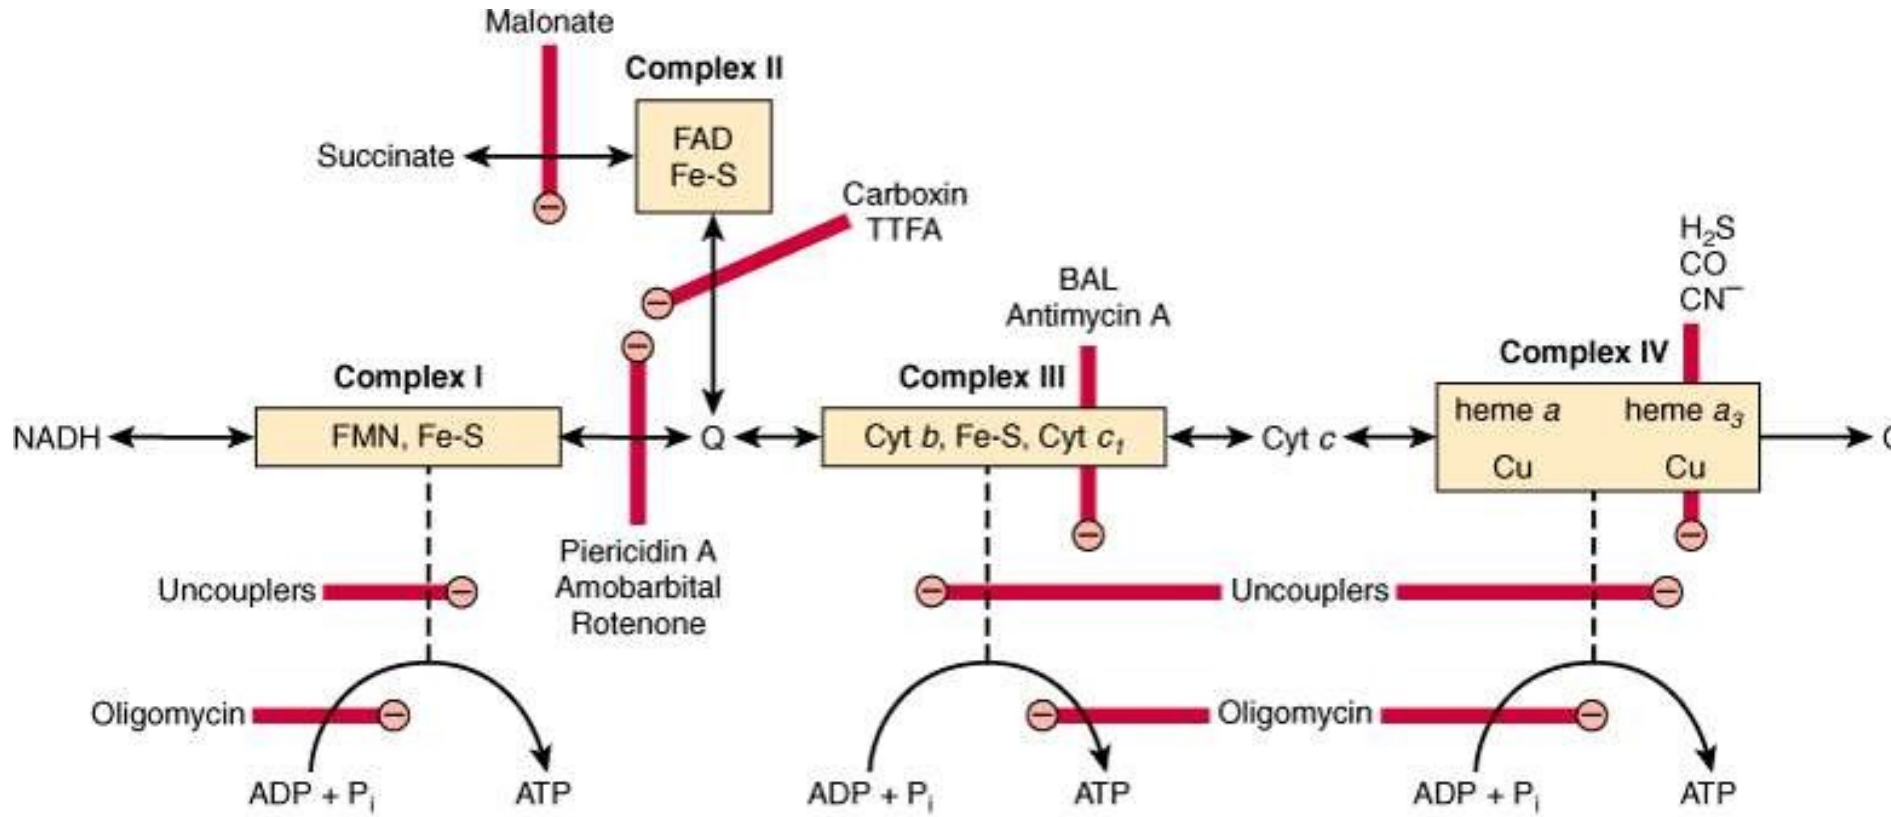 Malonate
Complex II
FAD
Fe-S
Succinate
Carboxin
TTFA
H₂S
CO
CN⁻
BAL
Antimycin A
Complex I
Complex III
Complex IV
NADH
FMN, Fe-S
Q
Cyt b, Fe-S, Cyt c₁
Cyt c
heme a heme a₃
Cu Cu
Piericidin A
Amobarbital
Rotenone
Uncouplers
Uncouplers
Oligomycin
Oligomycin
ADP + Pᵢ ATP
ADP + Pᵢ ATP
ADP + Pᵢ ATP